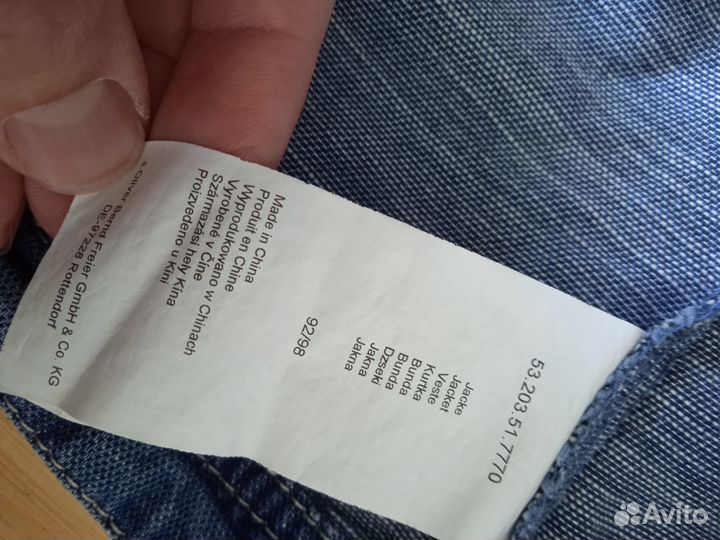 53.203.51.7770
Jacke
Jacket
Veste
Kurtka
Bunda
Bunda
Dzseki
Jakna
Jakna
92/98
Made in China
Produit en Chine
Wyprodukowano w Chinach
Vyrobené v Číne
Származási hely Kína
Proizvedeno u Kini
s.Oliver Bernd Freier GmbH & Co. KG
DE-97228 Rottendorf
Avito